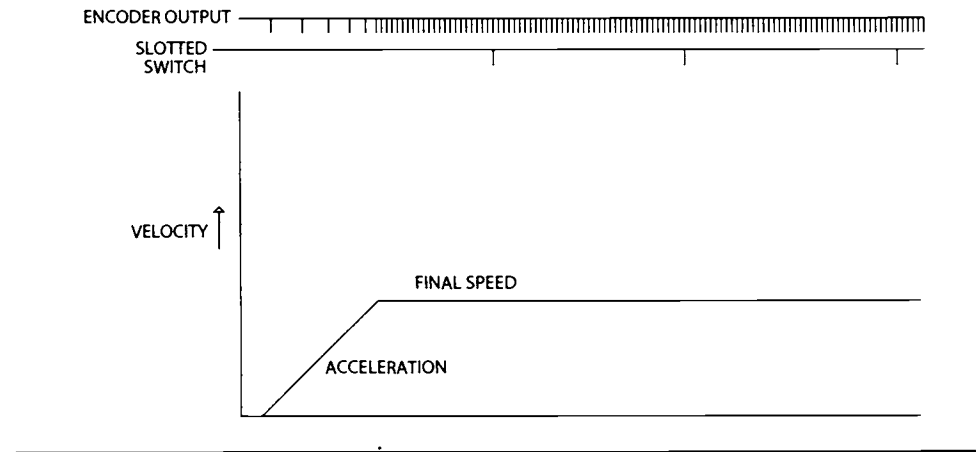 ENCODER OUTPUT
SLOTTED
SWITCH
VELOCITY
FINAL SPEED
ACCELERATION